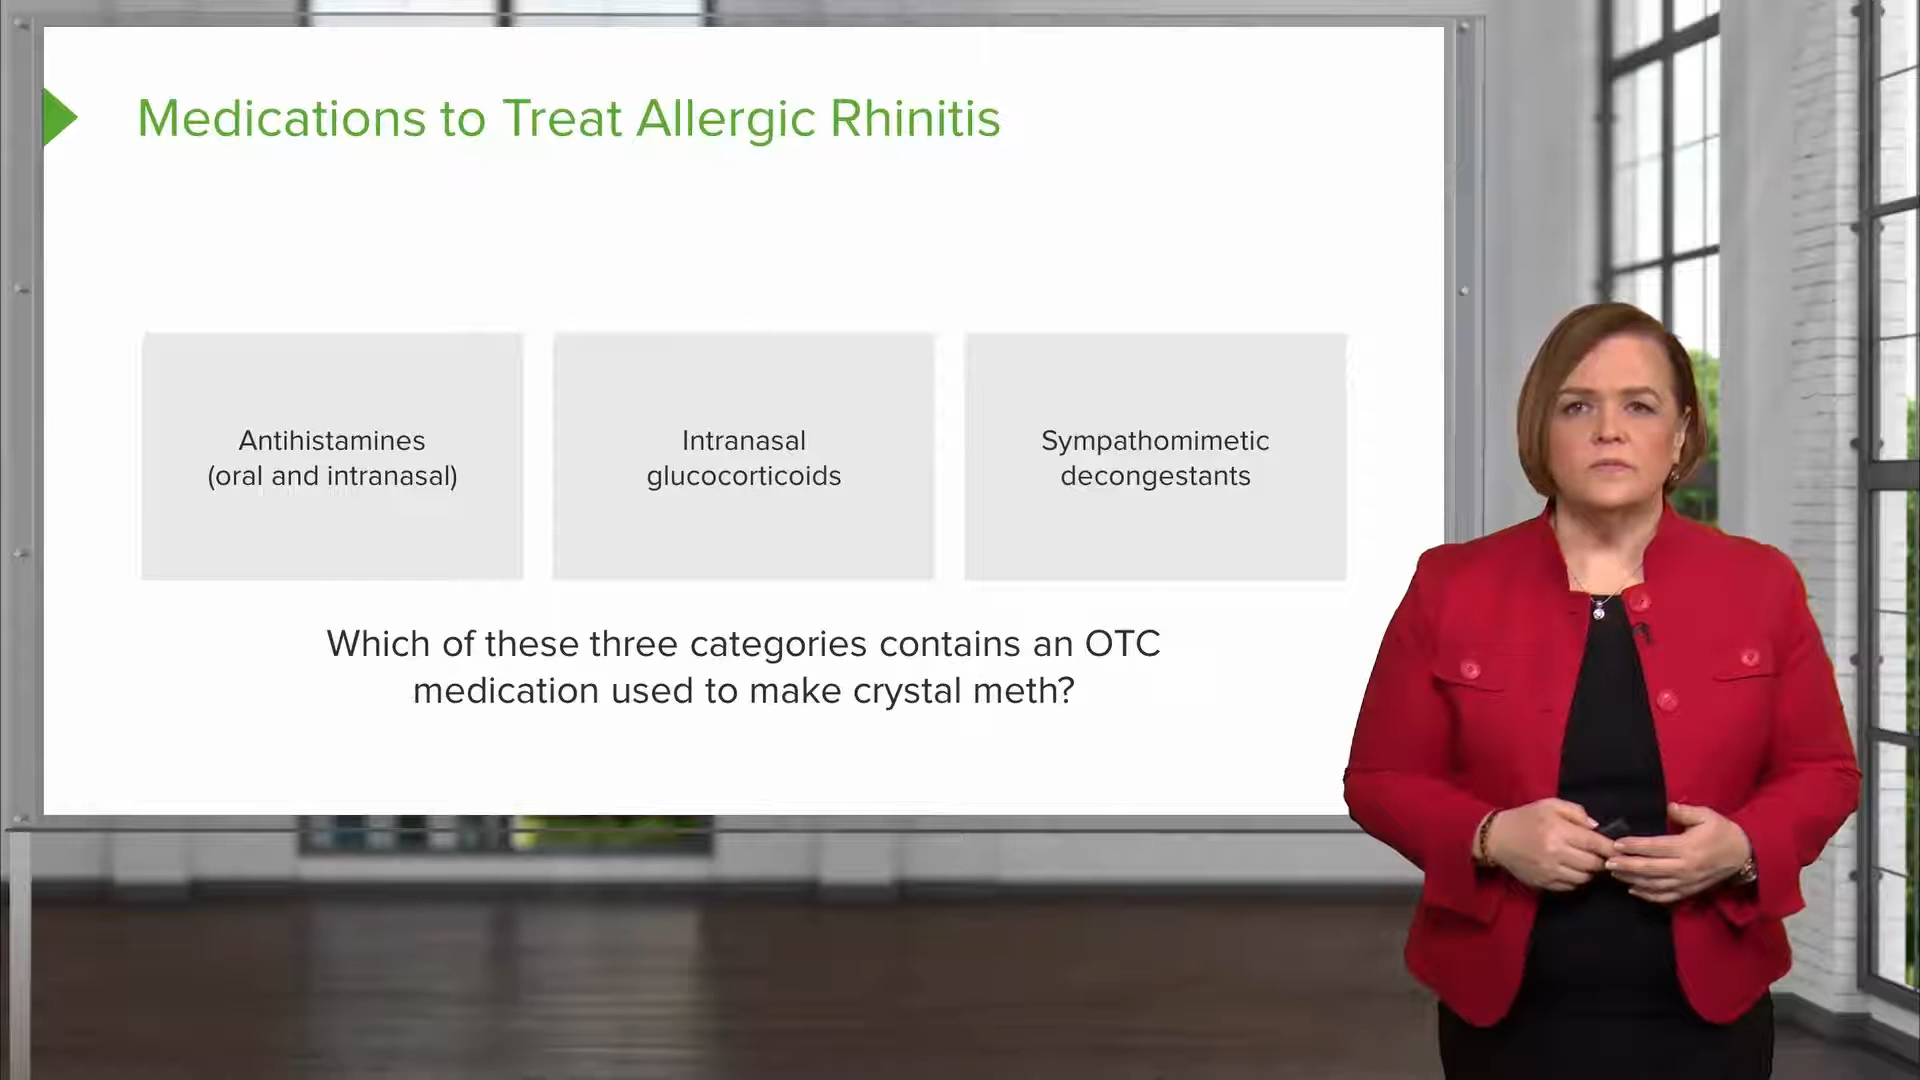 Medications to Treat Allergic Rhinitis
Antihistamines
(oral and intranasal)
Intranasal
glucocorticoids
Sympathomimetic
decongestants
Which of these three categories contains an OTC
medication used to make crystal meth?